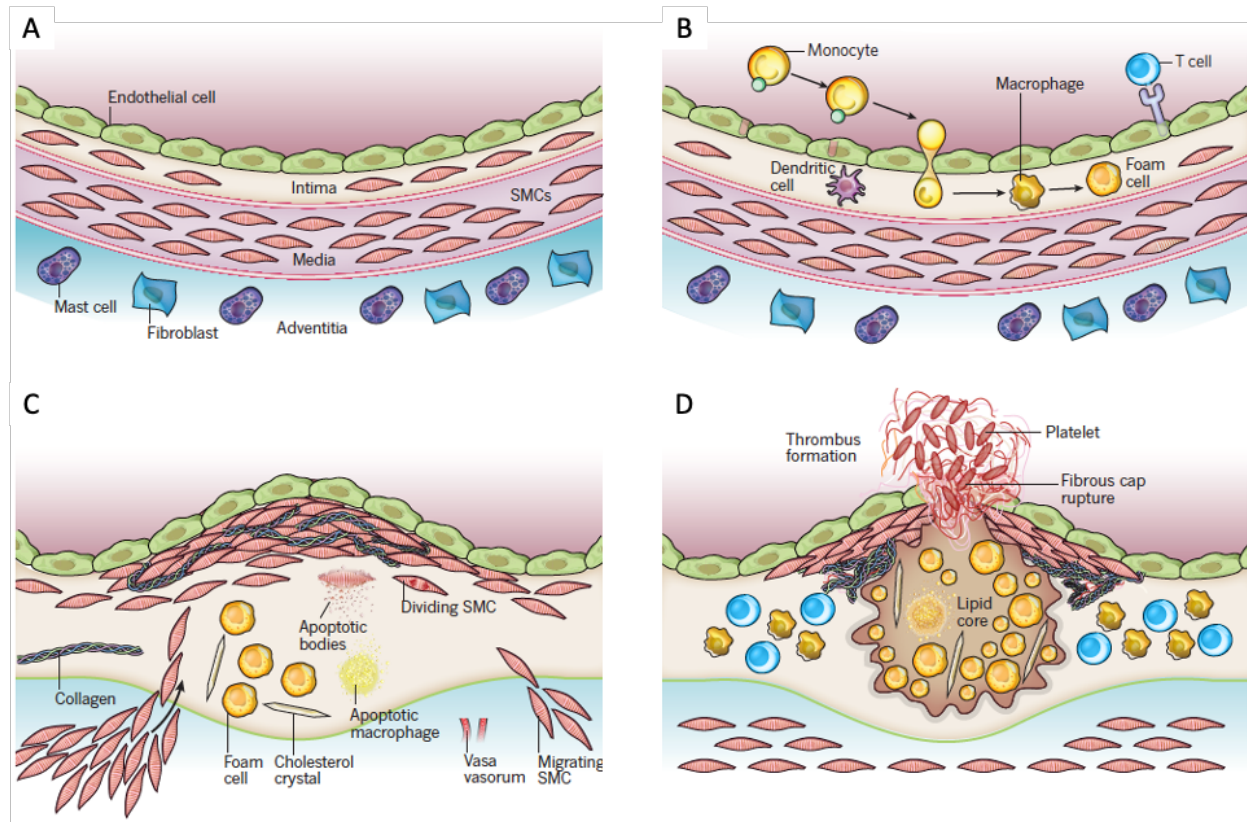 A
Endothelial cell
Intima
SMCs
Media
Mast cell
Fibroblast
Adventitia
B
Monocyte
T cell
Macrophage
Dendritic
cell
Foam
cell
C
Dividing SMC
Apoptotic
bodies
Collagen
Apoptotic
macrophage
Foam
cell
Cholesterol
crystal
Vasa
vasorum
Migrating
SMC
D
Thrombus
formation
Platelet
Fibrous cap
rupture
Lipid
core